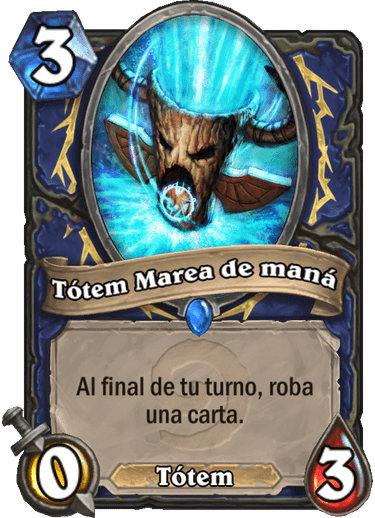 3
Tótem Marea de maná
Al final de tu turno, roba
una carta.
0
Tótem
3